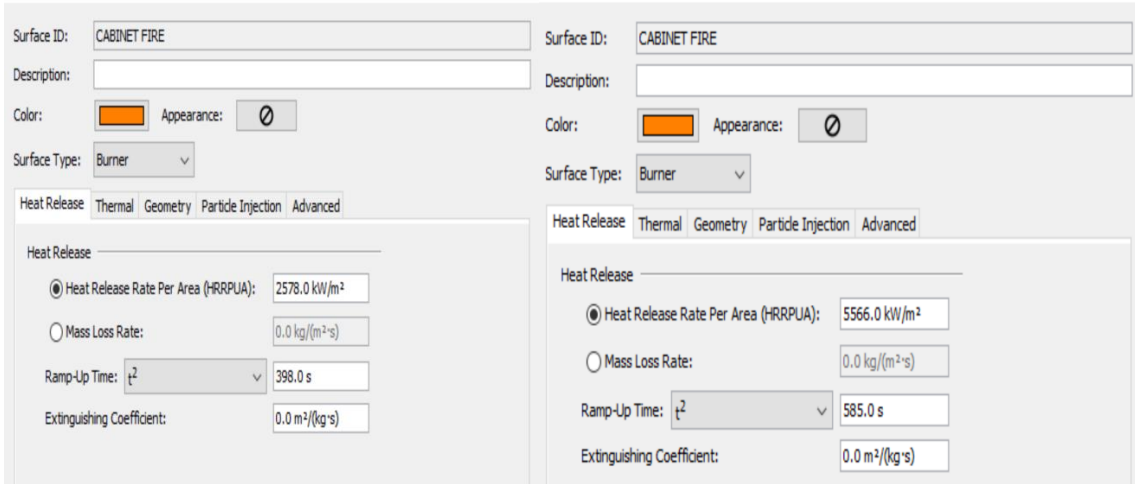 Surface ID: CABINET FIRE
Description:
Color: Appearance:
Surface Type: Burner
Heat Release Thermal Geometry Particle Injection Advanced
Heat Release
Heat Release Rate Per Area (HRRPUA): 2578.0 kW/m²
Mass Loss Rate: 0.0 kg/(m²·s)
Ramp-Up Time: t² 398.0 s
Extinguishing Coefficient: 0.0 m²/(kg·s)
Surface ID: CABINET FIRE
Description:
Color: Appearance:
Surface Type: Burner
Heat Release Thermal Geometry Particle Injection Advanced
Heat Release
Heat Release Rate Per Area (HRRPUA): 5566.0 kW/m²
Mass Loss Rate: 0.0 kg/(m²·s)
Ramp-Up Time: t² 585.0 s
Extinguishing Coefficient: 0.0 m²/(kg·s)